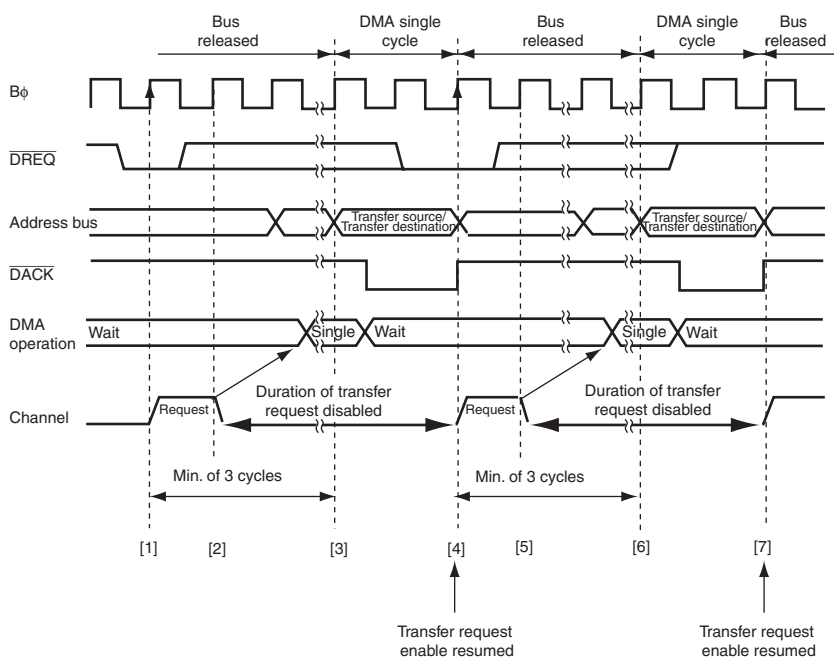 Bus
released
DMA single
cycle
Bus
released
DMA single
cycle
Bus
released
Bϕ
DREQ
Address bus
Transfer source/
Transfer destination
Transfer source/
Transfer destination
DACK
DMA
operation
Wait
Single
Wait
Single
Wait
Channel
Request
Duration of transfer
request disabled
Request
Duration of transfer
request disabled
Min. of 3 cycles
Min. of 3 cycles
[1] [2] [3] [4] [5] [6] [7]
Transfer request
enable resumed
Transfer request
enable resumed